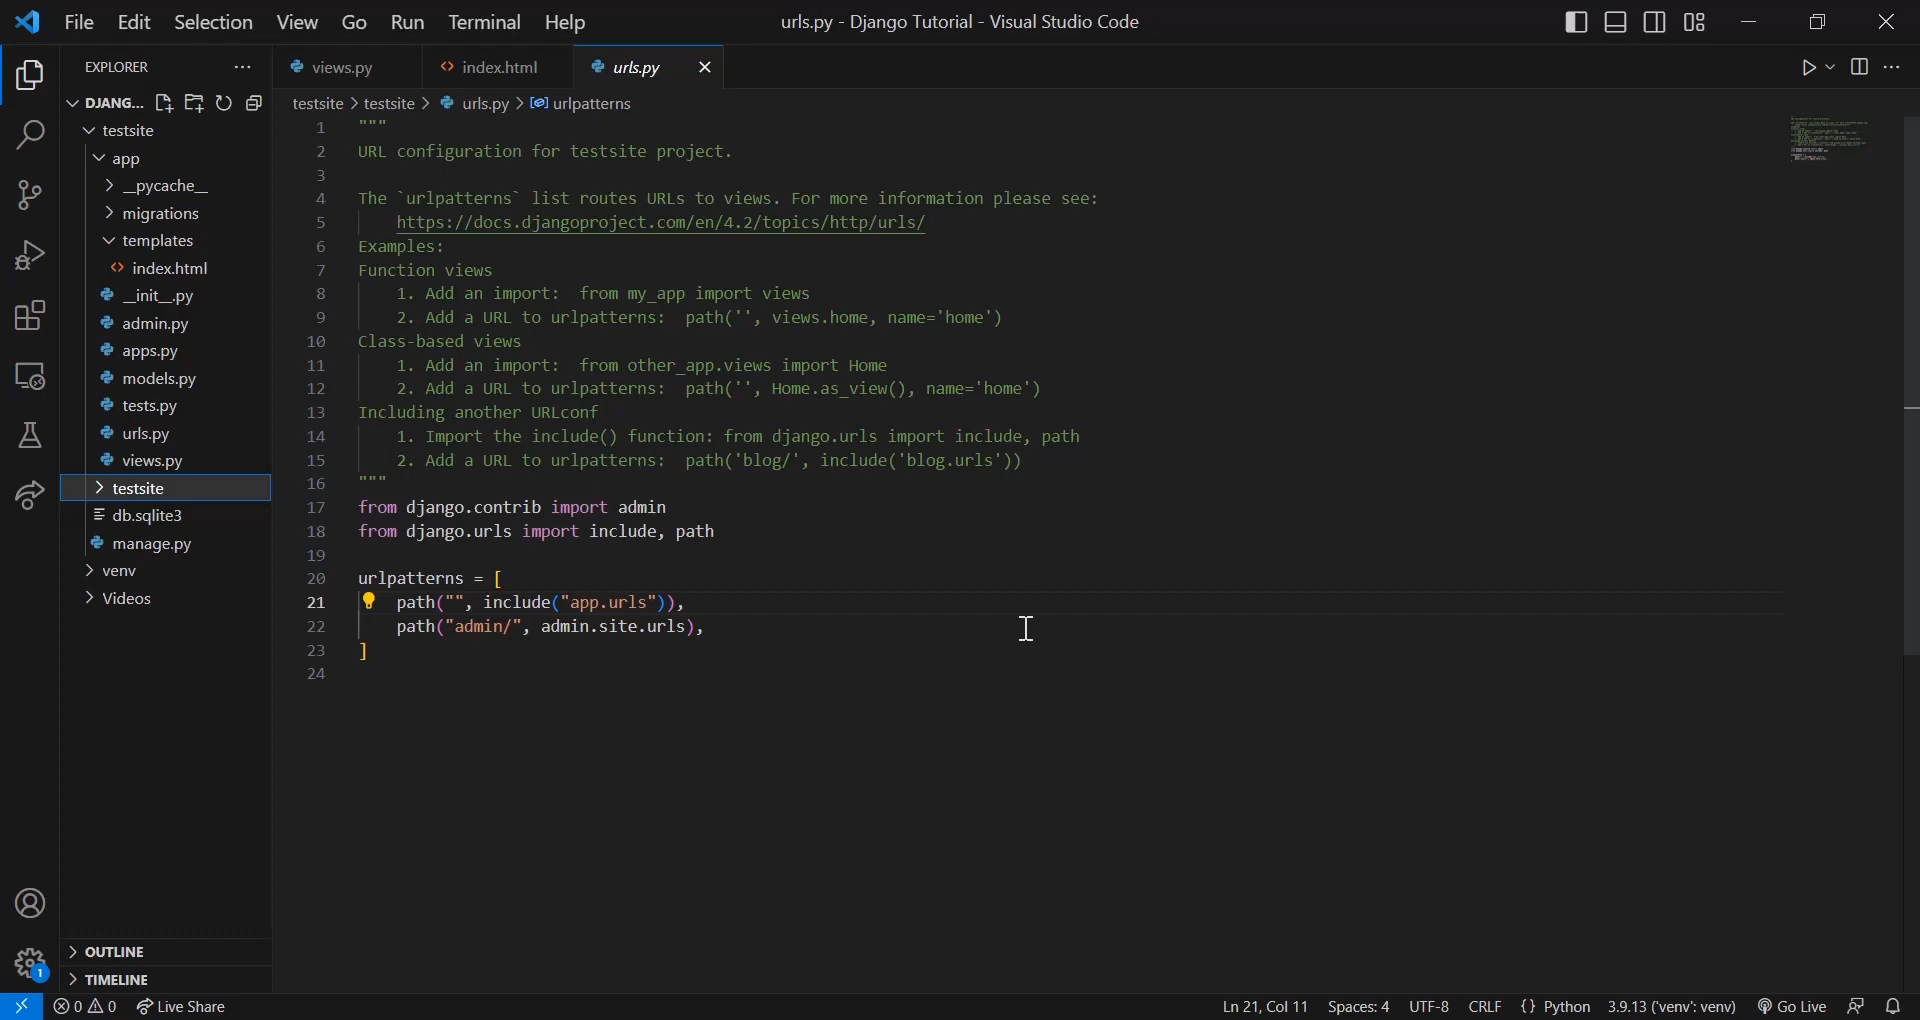 File Edit Selection View Go Run Terminal Help
urls.py - Django Tutorial - Visual Studio Code
EXPLORER
DJANG...
testsite
app
__pycache__
migrations
templates
index.html
__init__.py
admin.py
apps.py
models.py
tests.py
urls.py
views.py
testsite
db.sqlite3
manage.py
venv
Videos
OUTLINE
TIMELINE
views.py index.html urls.py
testsite > testsite > urls.py > urlpatterns
1 """
2 URL configuration for testsite project.
3
4 The `urlpatterns` list routes URLs to views. For more information please see:
5 https://docs.djangoproject.com/en/4.2/topics/http/urls/
6 Examples:
7 Function views
8 1. Add an import:  from my_app import views
9 2. Add a URL to urlpatterns:  path('', views.home, name='home')
10 Class-based views
11 1. Add an import:  from other_app.views import Home
12 2. Add a URL to urlpatterns:  path('', Home.as_view(), name='home')
13 Including another URLconf
14 1. Import the include() function: from django.urls import include, path
15 2. Add a URL to urlpatterns:  path('blog/', include('blog.urls'))
16 """
17 from django.contrib import admin
18 from django.urls import include, path
19
20 urlpatterns = [
21 path("", include("app.urls")),
22 path("admin/", admin.site.urls),
23 ]
24
1
0 0 Live Share Ln 21, Col 11 Spaces: 4 UTF-8 CRLF {} Python 3.9.13 ('venv': venv) Go Live